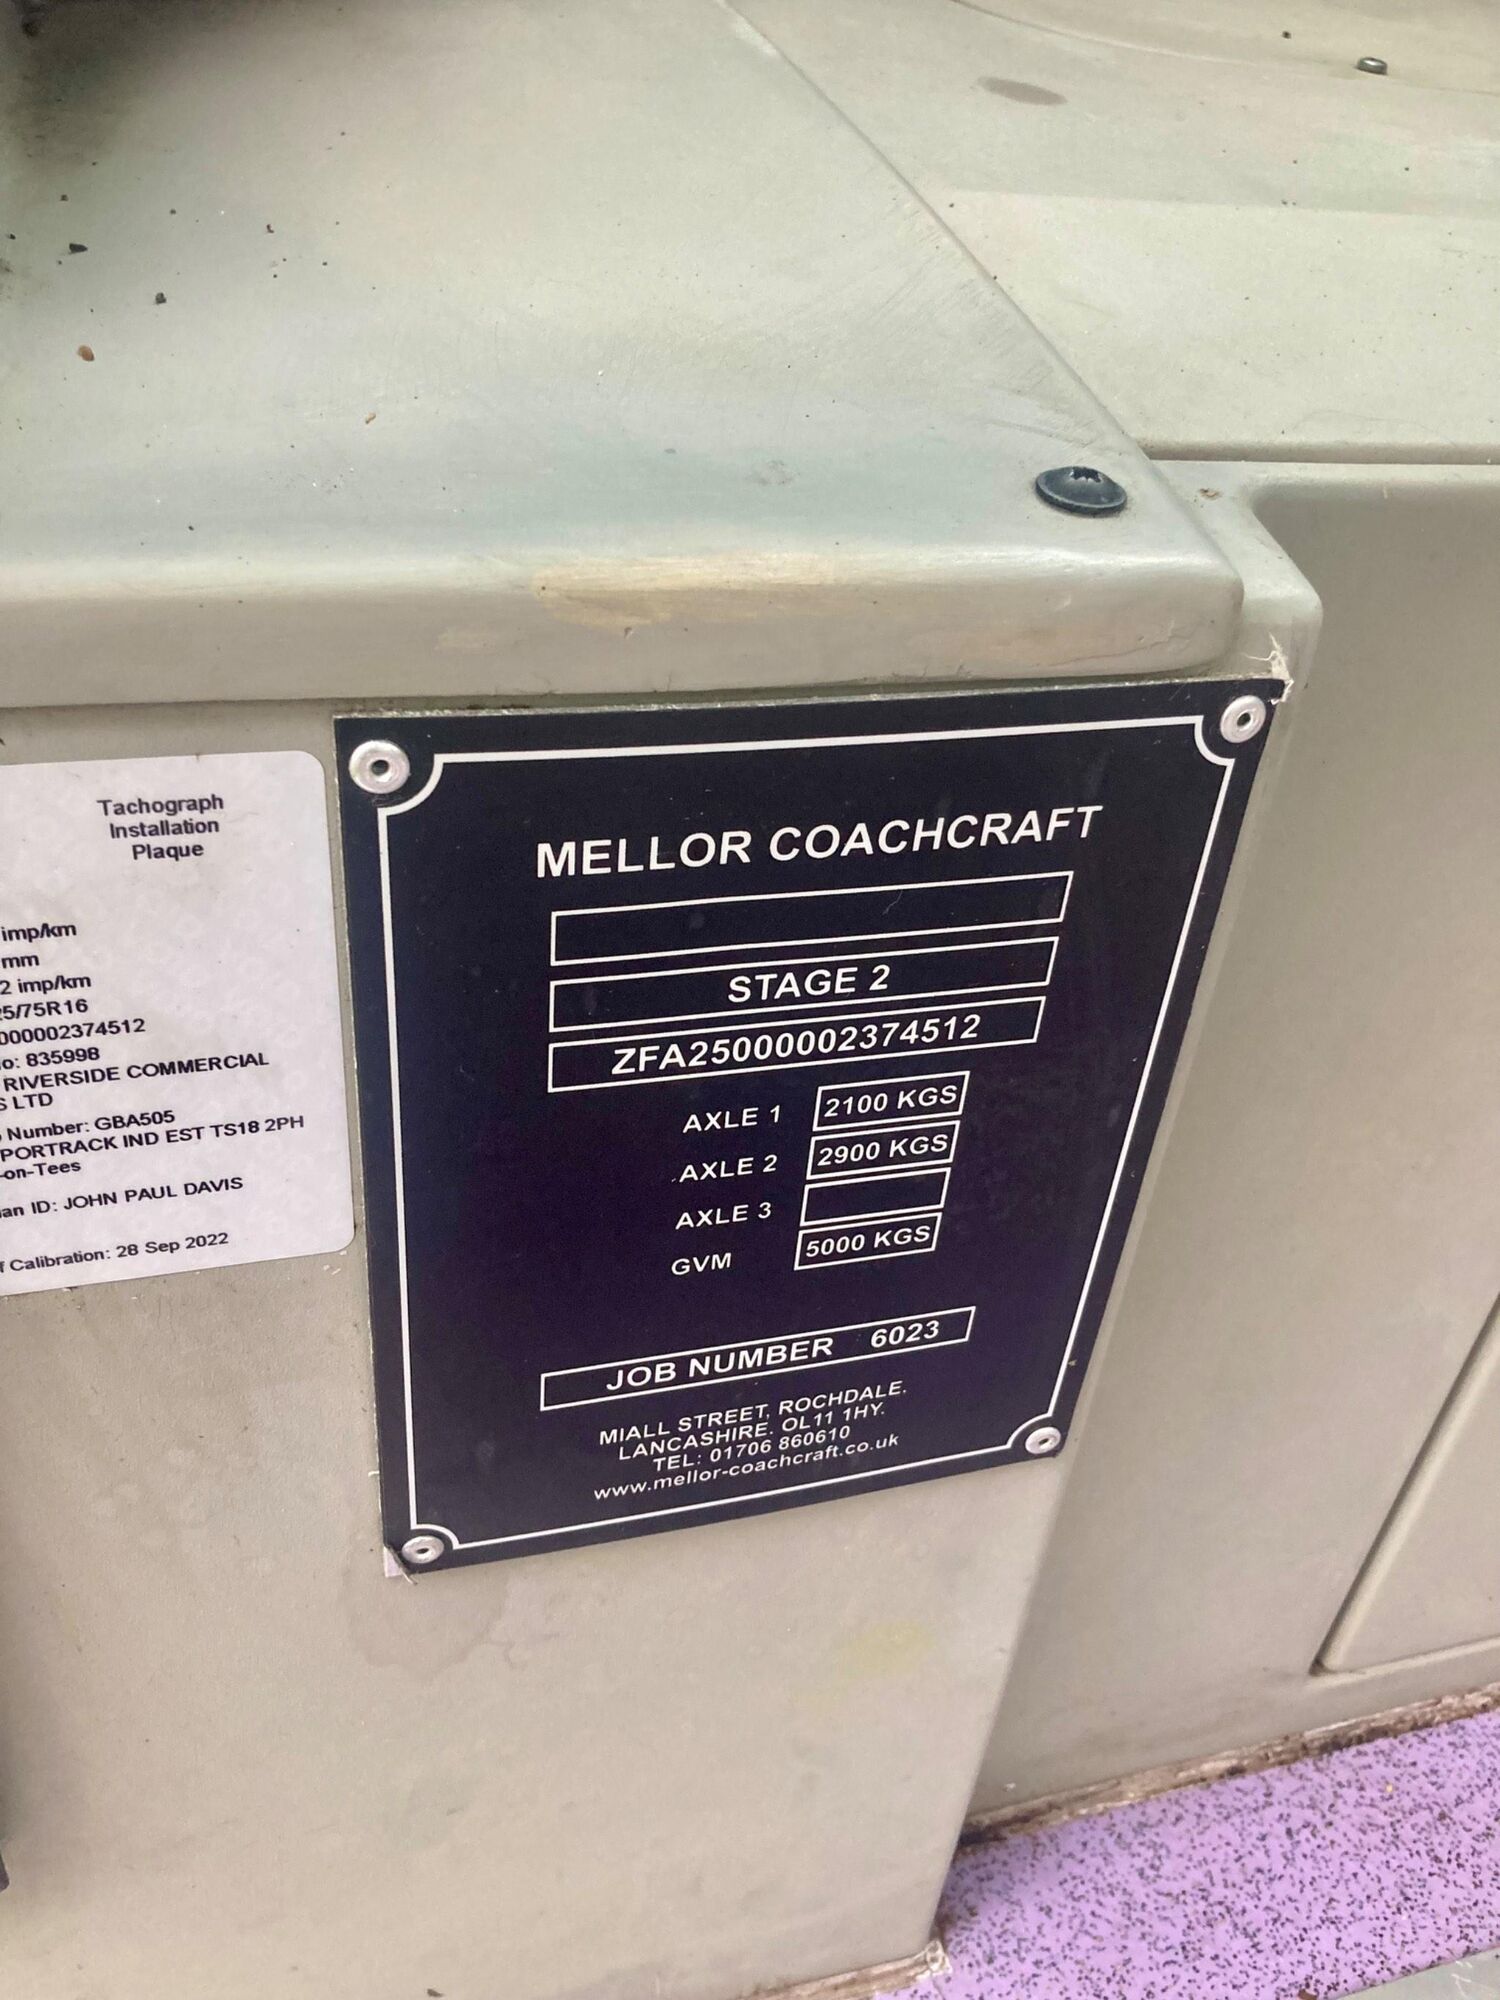 Tachograph
Installation
Plaque
imp/km
mm
2 imp/km
25/75R16
000002374512
o: 835998
RIVERSIDE COMMERCIAL
S LTD
Number: GBA505
PORTRACK IND EST TS18 2PH
-on-Tees
an ID: JOHN PAUL DAVIS
f Calibration: 28 Sep 2022
MELLOR COACHCRAFT
STAGE 2
ZFA25000002374512
AXLE 1 2100 KGS
AXLE 2 2900 KGS
AXLE 3
GVM 5000 KGS
JOB NUMBER 6023
MIALL STREET, ROCHDALE.
LANCASHIRE. OL11 1HY.
TEL: 01706 860610
www.mellor-coachcraft.co.uk